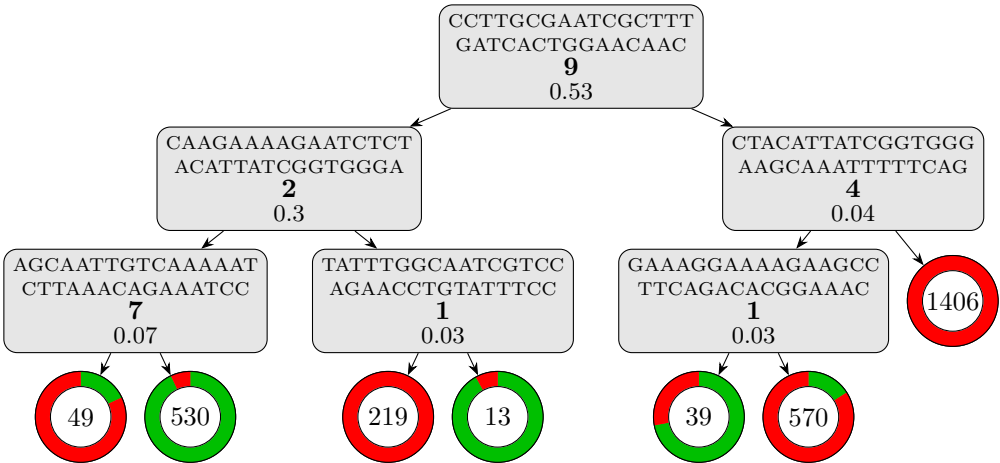 CCTTGCGAATCGCTTT
GATCACTGGAACAAC
9
0.53
CAAGAAAAGAATCTCT
ACATTATCGGTGGGA
2
0.3
CTACATTATCGGTGGG
AAGCAAATTTTTCAG
4
0.04
AGCAATTGTCAAAAAT
CTTAAACAGAAATCC
7
0.07
TATTTGGCAATCGTCC
AGAACCTGTATTTCC
1
0.03
GAAAGGAAAAGAAGCC
TTCAGACACGGAAAC
1
0.03
1406
49
530
219
13
39
570